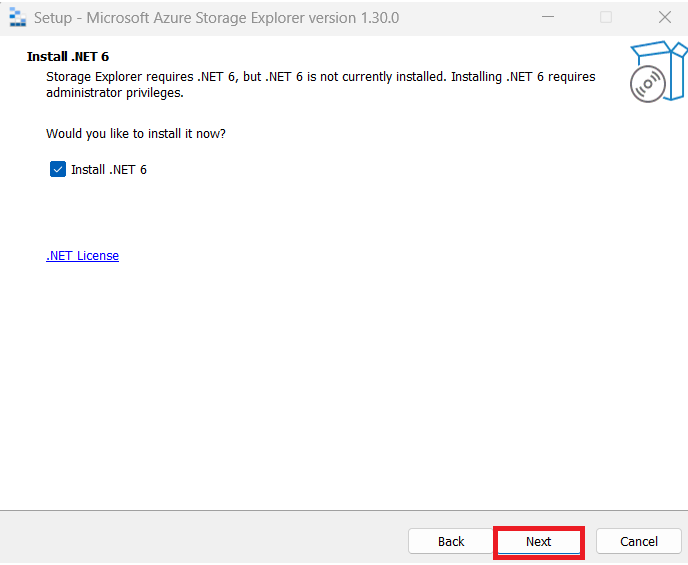 Setup - Microsoft Azure Storage Explorer version 1.30.0
Install .NET 6
Storage Explorer requires .NET 6, but .NET 6 is not currently installed. Installing .NET 6 requires
administrator privileges.
Would you like to install it now?
Install .NET 6
.NET License
Back Next Cancel